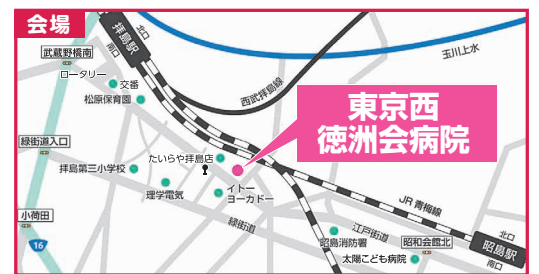 会場
拝島駅
北口
南口
武蔵野橋南
ロータリー
交番
松原保育園
玉川上水
西武拝島線
東京西
徳洲会病院
緑街道入口
たいらや拝島店
拝島第三小学校
理学電気
イトー
ヨーカドー
JR青梅線
小荷田
緑街道
江戸街道
16
昭島消防署
昭和会館北
太陽こども病院
北口
昭島駅
南口